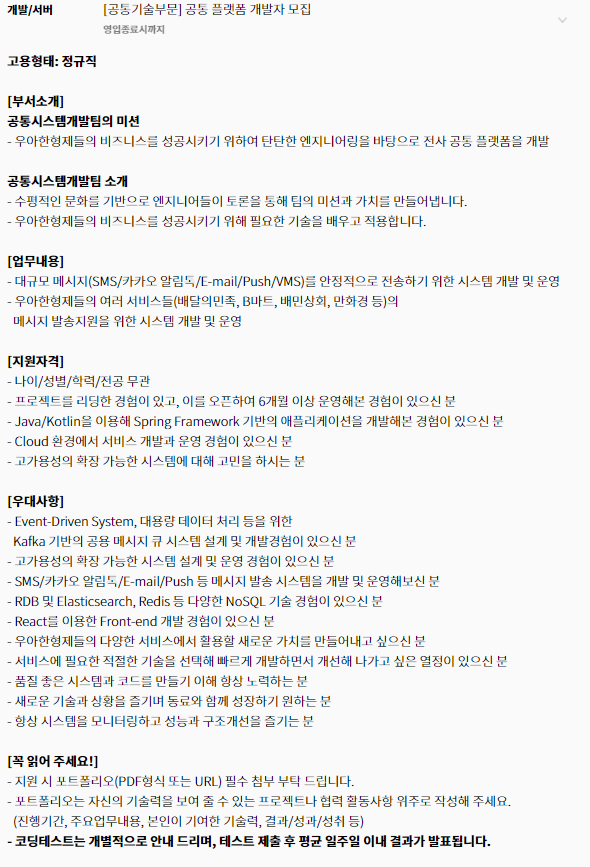 개발/서버 [공통기술부문] 공통 플랫폼 개발자 모집
영업종료시까지
고용형태: 정규직
[부서소개]
공통시스템개발팀의 미션
- 우아한형제들의 비즈니스를 성공시키기 위하여 탄탄한 엔지니어링을 바탕으로 전사 공통 플랫폼을 개발
공통시스템개발팀 소개
- 수평적인 문화를 기반으로 엔지니어들이 토론을 통해 팀의 미션과 가치를 만들어냅니다.
- 우아한형제들의 비즈니스를 성공시키기 위해 필요한 기술을 배우고 적용합니다.
[업무내용]
- 대규모 메시지(SMS/카카오 알림톡/E-mail/Push/VMS)를 안정적으로 전송하기 위한 시스템 개발 및 운영
- 우아한형제들의 여러 서비스들(배달의민족, B마트, 배민상회, 만화경 등)의
메시지 발송지원을 위한 시스템 개발 및 운영
[지원자격]
- 나이/성별/학력/전공 무관
- 프로젝트를 리딩한 경험이 있고, 이를 오픈하여 6개월 이상 운영해본 경험이 있으신 분
- Java/Kotlin을 이용해 Spring Framework 기반의 애플리케이션을 개발해본 경험이 있으신 분
- Cloud 환경에서 서비스 개발과 운영 경험이 있으신 분
- 고가용성의 확장 가능한 시스템에 대해 고민을 하시는 분
[우대사항]
- Event-Driven System, 대용량 데이터 처리 등을 위한
Kafka 기반의 공용 메시지 큐 시스템 설계 및 개발경험이 있으신 분
- 고가용성의 확장 가능한 시스템 설계 및 운영 경험이 있으신 분
- SMS/카카오 알림톡/E-mail/Push 등 메시지 발송 시스템을 개발 및 운영해보신 분
- RDB 및 Elasticsearch, Redis 등 다양한 NoSQL 기술 경험이 있으신 분
- React를 이용한 Front-end 개발 경험이 있으신 분
- 우아한형제들의 다양한 서비스에서 활용할 새로운 가치를 만들어내고 싶으신 분
- 서비스에 필요한 적절한 기술을 선택해 빠르게 개발하면서 개선해 나가고 싶은 열정이 있으신 분
- 품질 좋은 시스템과 코드를 만들기 이해 항상 노력하는 분
- 새로운 기술과 상황을 즐기며 동료와 함께 성장하기 원하는 분
- 항상 시스템을 모니터링하고 성능과 구조개선을 즐기는 분
[꼭 읽어 주세요!]
- 지원 시 포트폴리오(PDF형식 또는 URL) 필수 첨부 부탁 드립니다.
- 포트폴리오는 자신의 기술력을 보여 줄 수 있는 프로젝트나 협력 활동사항 위주로 작성해 주세요.
(진행기간, 주요업무내용, 본인이 기여한 기술력, 결과/성과/성취 등)
- 코딩테스트는 개별적으로 안내 드리며, 테스트 제출 후 평균 일주일 이내 결과가 발표됩니다.